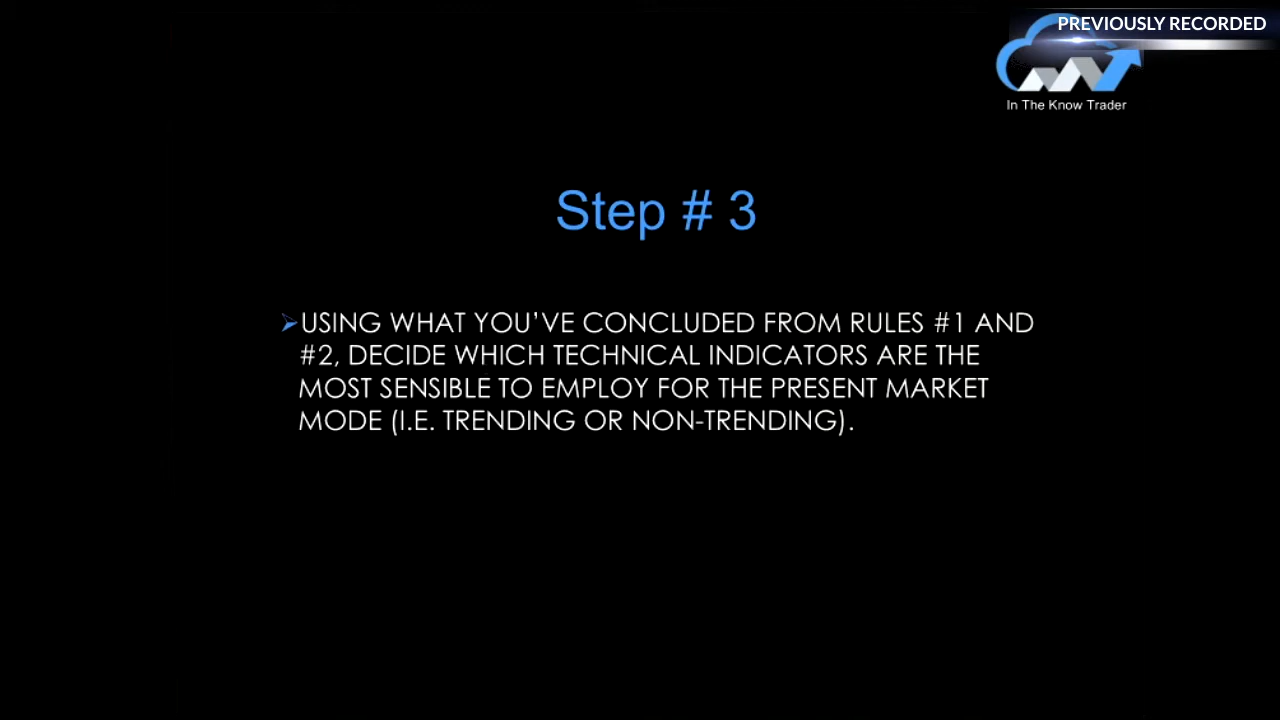 PREVIOUSLY RECORDED
In The Know Trader
Step # 3
USING WHAT YOU’VE CONCLUDED FROM RULES #1 AND
#2, DECIDE WHICH TECHNICAL INDICATORS ARE THE
MOST SENSIBLE TO EMPLOY FOR THE PRESENT MARKET
MODE (I.E. TRENDING OR NON-TRENDING).